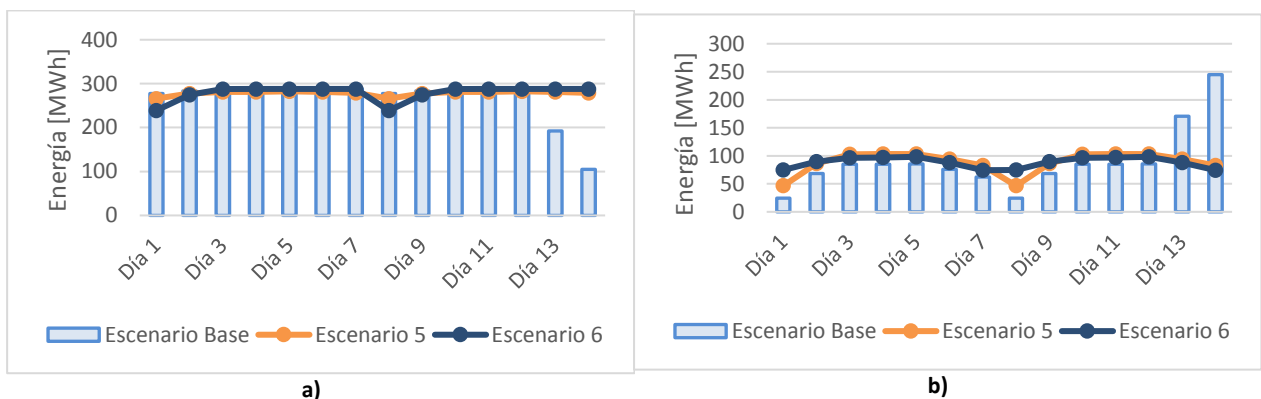 Energía [MWh]
400
300
200
100
0
Día 1
Día 3
Día 5
Día 7
Día 9
Día 11
Día 13
Escenario Base
Escenario 5
Escenario 6
a)
Energía [MWh]
300
250
200
150
100
50
0
Día 1
Día 3
Día 5
Día 7
Día 9
Día 11
Día 13
Escenario Base
Escenario 5
Escenario 6
b)